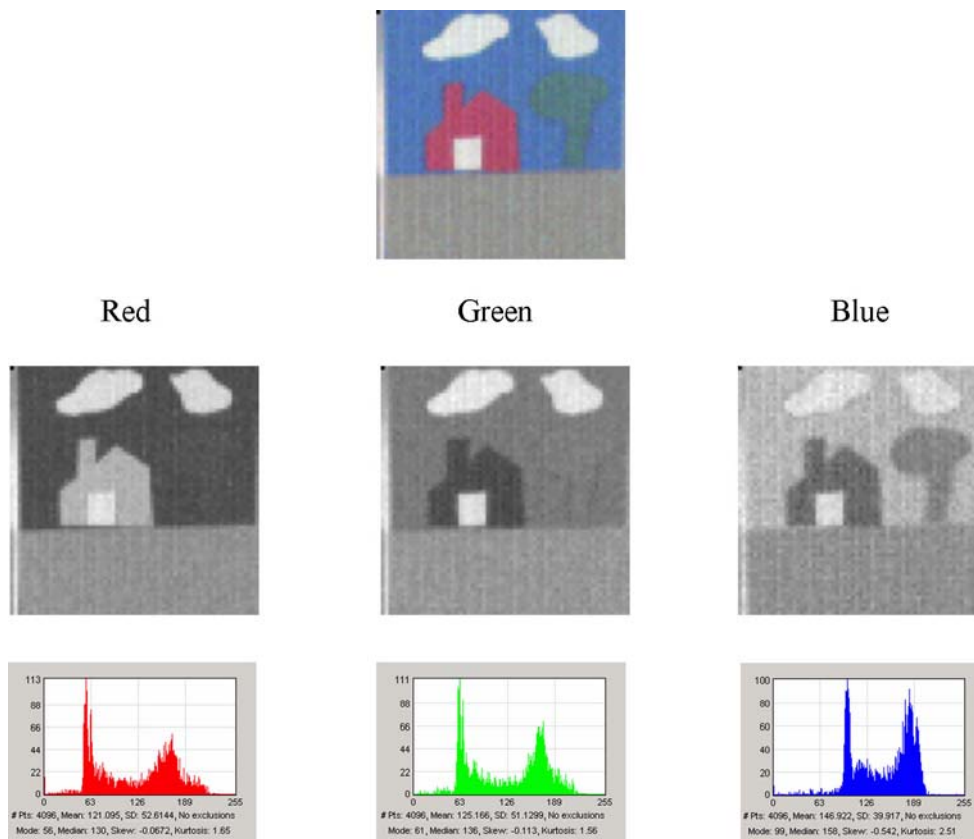 Red Green Blue
113
88
66
44
22
0
0 63 126 189 255
# Pts: 4096, Mean: 121.095, SD: 52.6144, No exclusions
Mode: 56, Median: 130, Skew: -0.0672, Kurtosis: 1.65
111
88
66
44
22
0
0 63 126 189 255
# Pts: 4096, Mean: 125.166, SD: 51.1299, No exclusions
Mode: 61, Median: 136, Skew: -0.113, Kurtosis: 1.56
100
80
60
40
20
0
0 63 126 189 255
# Pts: 4096, Mean: 146.922, SD: 39.917, No exclusions
Mode: 99, Median: 158, Skew: -0.542, Kurtosis: 2.51